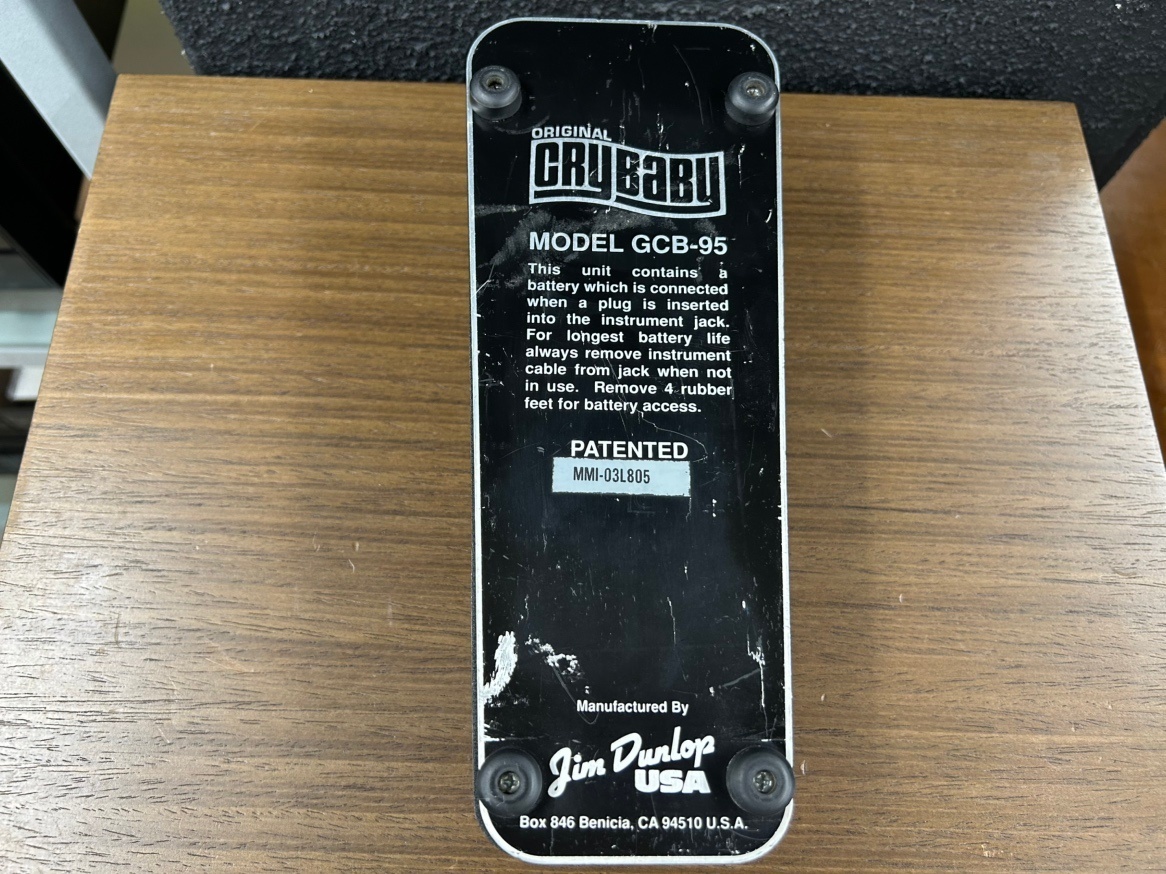 ORIGINAL
CRYBABY
MODEL GCB-95
This unit contains a
battery which is connected
when a plug is inserted
into the instrument jack.
For longest battery life
always remove instrument
cable from jack when not
in use. Remove 4 rubber
feet for battery access.
PATENTED
MMI-03L805
Manufactured By
Jim Dunlop
USA
Box 846 Benicia, CA 94510 U.S.A.